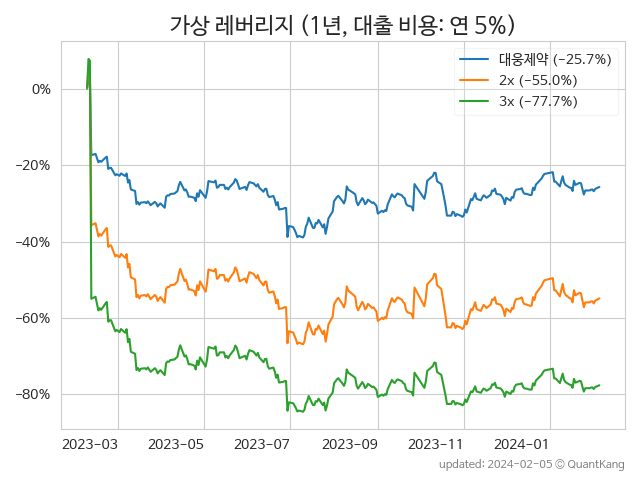 가상 레버리지 (1년, 대출 비용: 연 5%)
대웅제약 (−25.7%)
2x (−55.0%)
3x (−77.7%)
0%
−20%
−40%
−60%
−80%
2023-03 2023-05 2023-07 2023-09 2023-11 2024-01
updated: 2024-02-05 © QuantKang